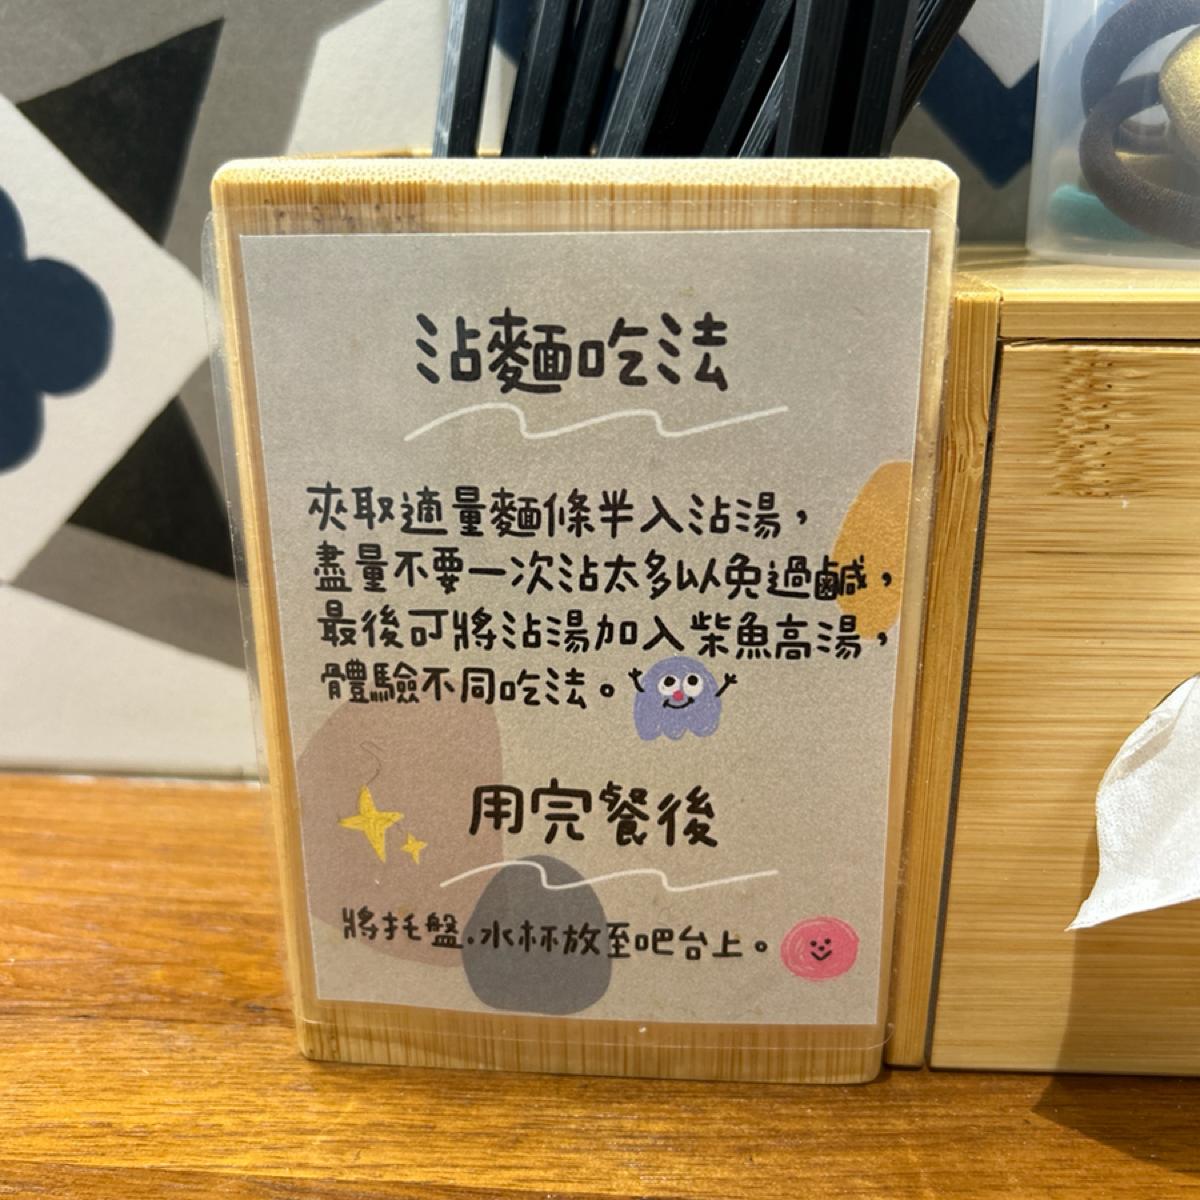 沾麵吃法
夾取適量麵條半入沾湯，
盡量不要一次沾太多以免過鹹，
最後可將沾湯加入柴魚高湯，
體驗不同吃法。
用完餐後
將托盤.水杯放至吧台上。